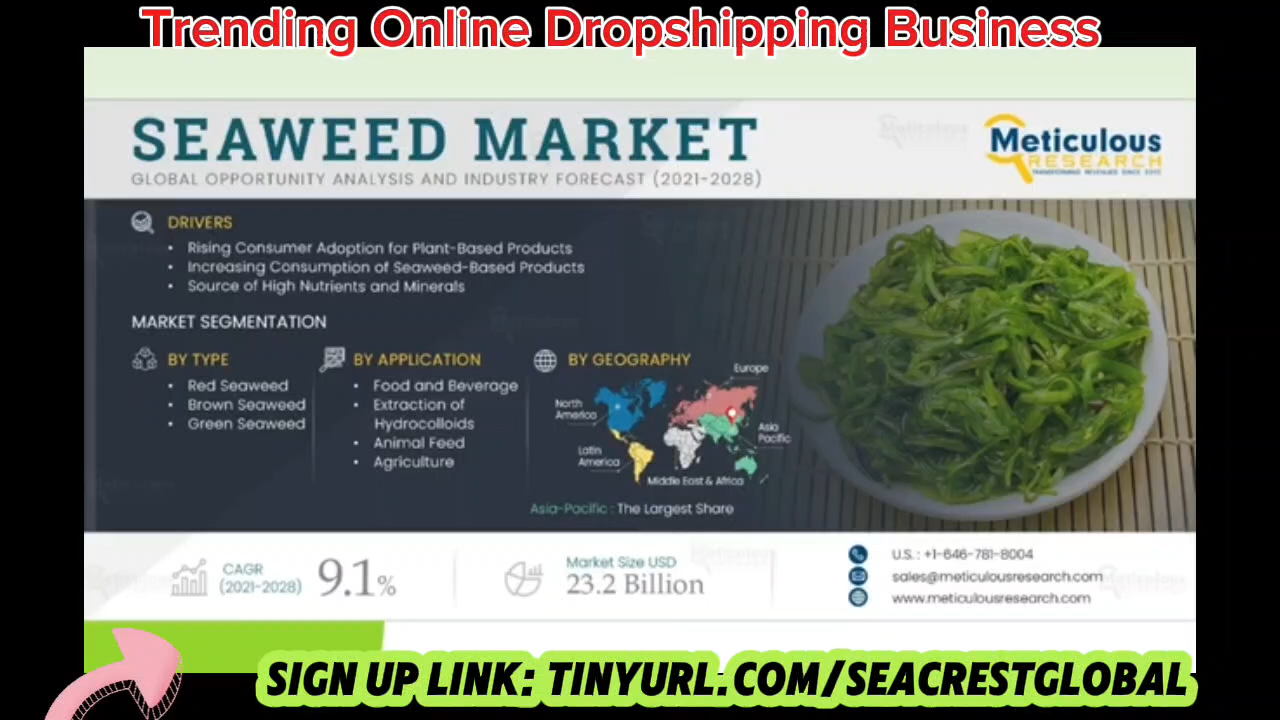 Trending Online Dropshipping Business
SEAWEED MARKET
GLOBAL OPPORTUNITY ANALYSIS AND INDUSTRY FORECAST (2021-2028)
Meticulous
RESEARCH
TRANSFORMING REVENUES SINCE 2010
DRIVERS
• Rising Consumer Adoption for Plant-Based Products
• Increasing Consumption of Seaweed-Based Products
• Source of High Nutrients and Minerals
MARKET SEGMENTATION
BY TYPE
• Red Seaweed
• Brown Seaweed
• Green Seaweed
BY APPLICATION
• Food and Beverage
• Extraction of
Hydrocolloids
• Animal Feed
• Agriculture
BY GEOGRAPHY
Europe
North
America
Asia
Pacific
Latin
America
Middle East & Africa
Asia-Pacific : The Largest Share
CAGR
(2021-2028)
9.1%
Market Size USD
23.2 Billion
U.S. : +1-646-781-8004
sales@meticulousresearch.com
www.meticulousresearch.com
SIGN UP LINK: TINYURL.COM/SEACRESTGLOBAL